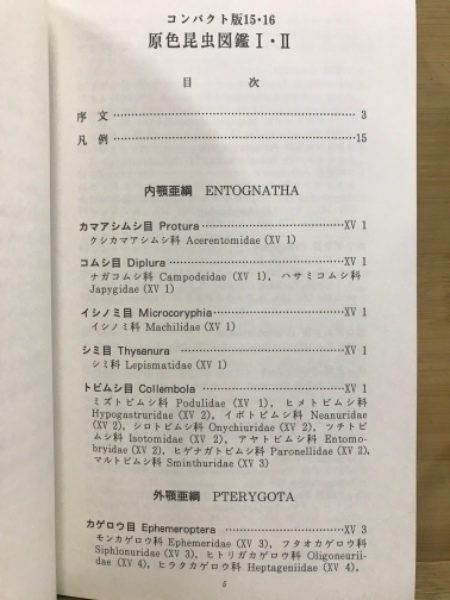 コンパクト版15・16
原色昆虫図鑑Ⅰ・Ⅱ
目　　次
序　文……………………………………………………3
凡　例……………………………………………………15
内顎亜綱　ENTOGNATHA
カマアシムシ目 Protura………………………………XV 1
クシカマアシムシ科 Acerentomidae (XV 1)
コムシ目 Diplura………………………………………XV 1
ナガコムシ科 Campodeidae (XV 1), ハサミコムシ科
Japygidae (XV 1)
イシノミ目 Microcoryphia……………………………XV 1
イシノミ科 Machilidae (XV 1)
シミ目 Thysanura ……………………………………XV 1
シミ科 Lepismatidae (XV 1)
トビムシ目 Collembola ………………………………XV 1
ミズトビムシ科 Podulidae (XV 1), ヒメトビムシ科
Hypogastruridae (XV 2), イボトビムシ科 Neanuridae
(XV 2), シロトビムシ科 Onychiuridae (XV 2), ツチトビ
ムシ科 Isotomidae (XV 2), アヤトビムシ科 Entomo-
bryidae (XV 2), ヒゲナガトビムシ科 Paronellidae (XV 2),
マルトビムシ科 Sminthuridae (XV 3)
外顎亜綱　PTERYGOTA
カゲロウ目 Ephemeroptera …………………………XV 3
モンカゲロウ科 Ephemeridae (XV 3), フタオカゲロウ科
Siphlonuridae (XV 3), ヒトリガカゲロウ科 Oligoneurii-
dae (XV 4), ヒラタカゲロウ科 Heptageniidae (XV 4),
5